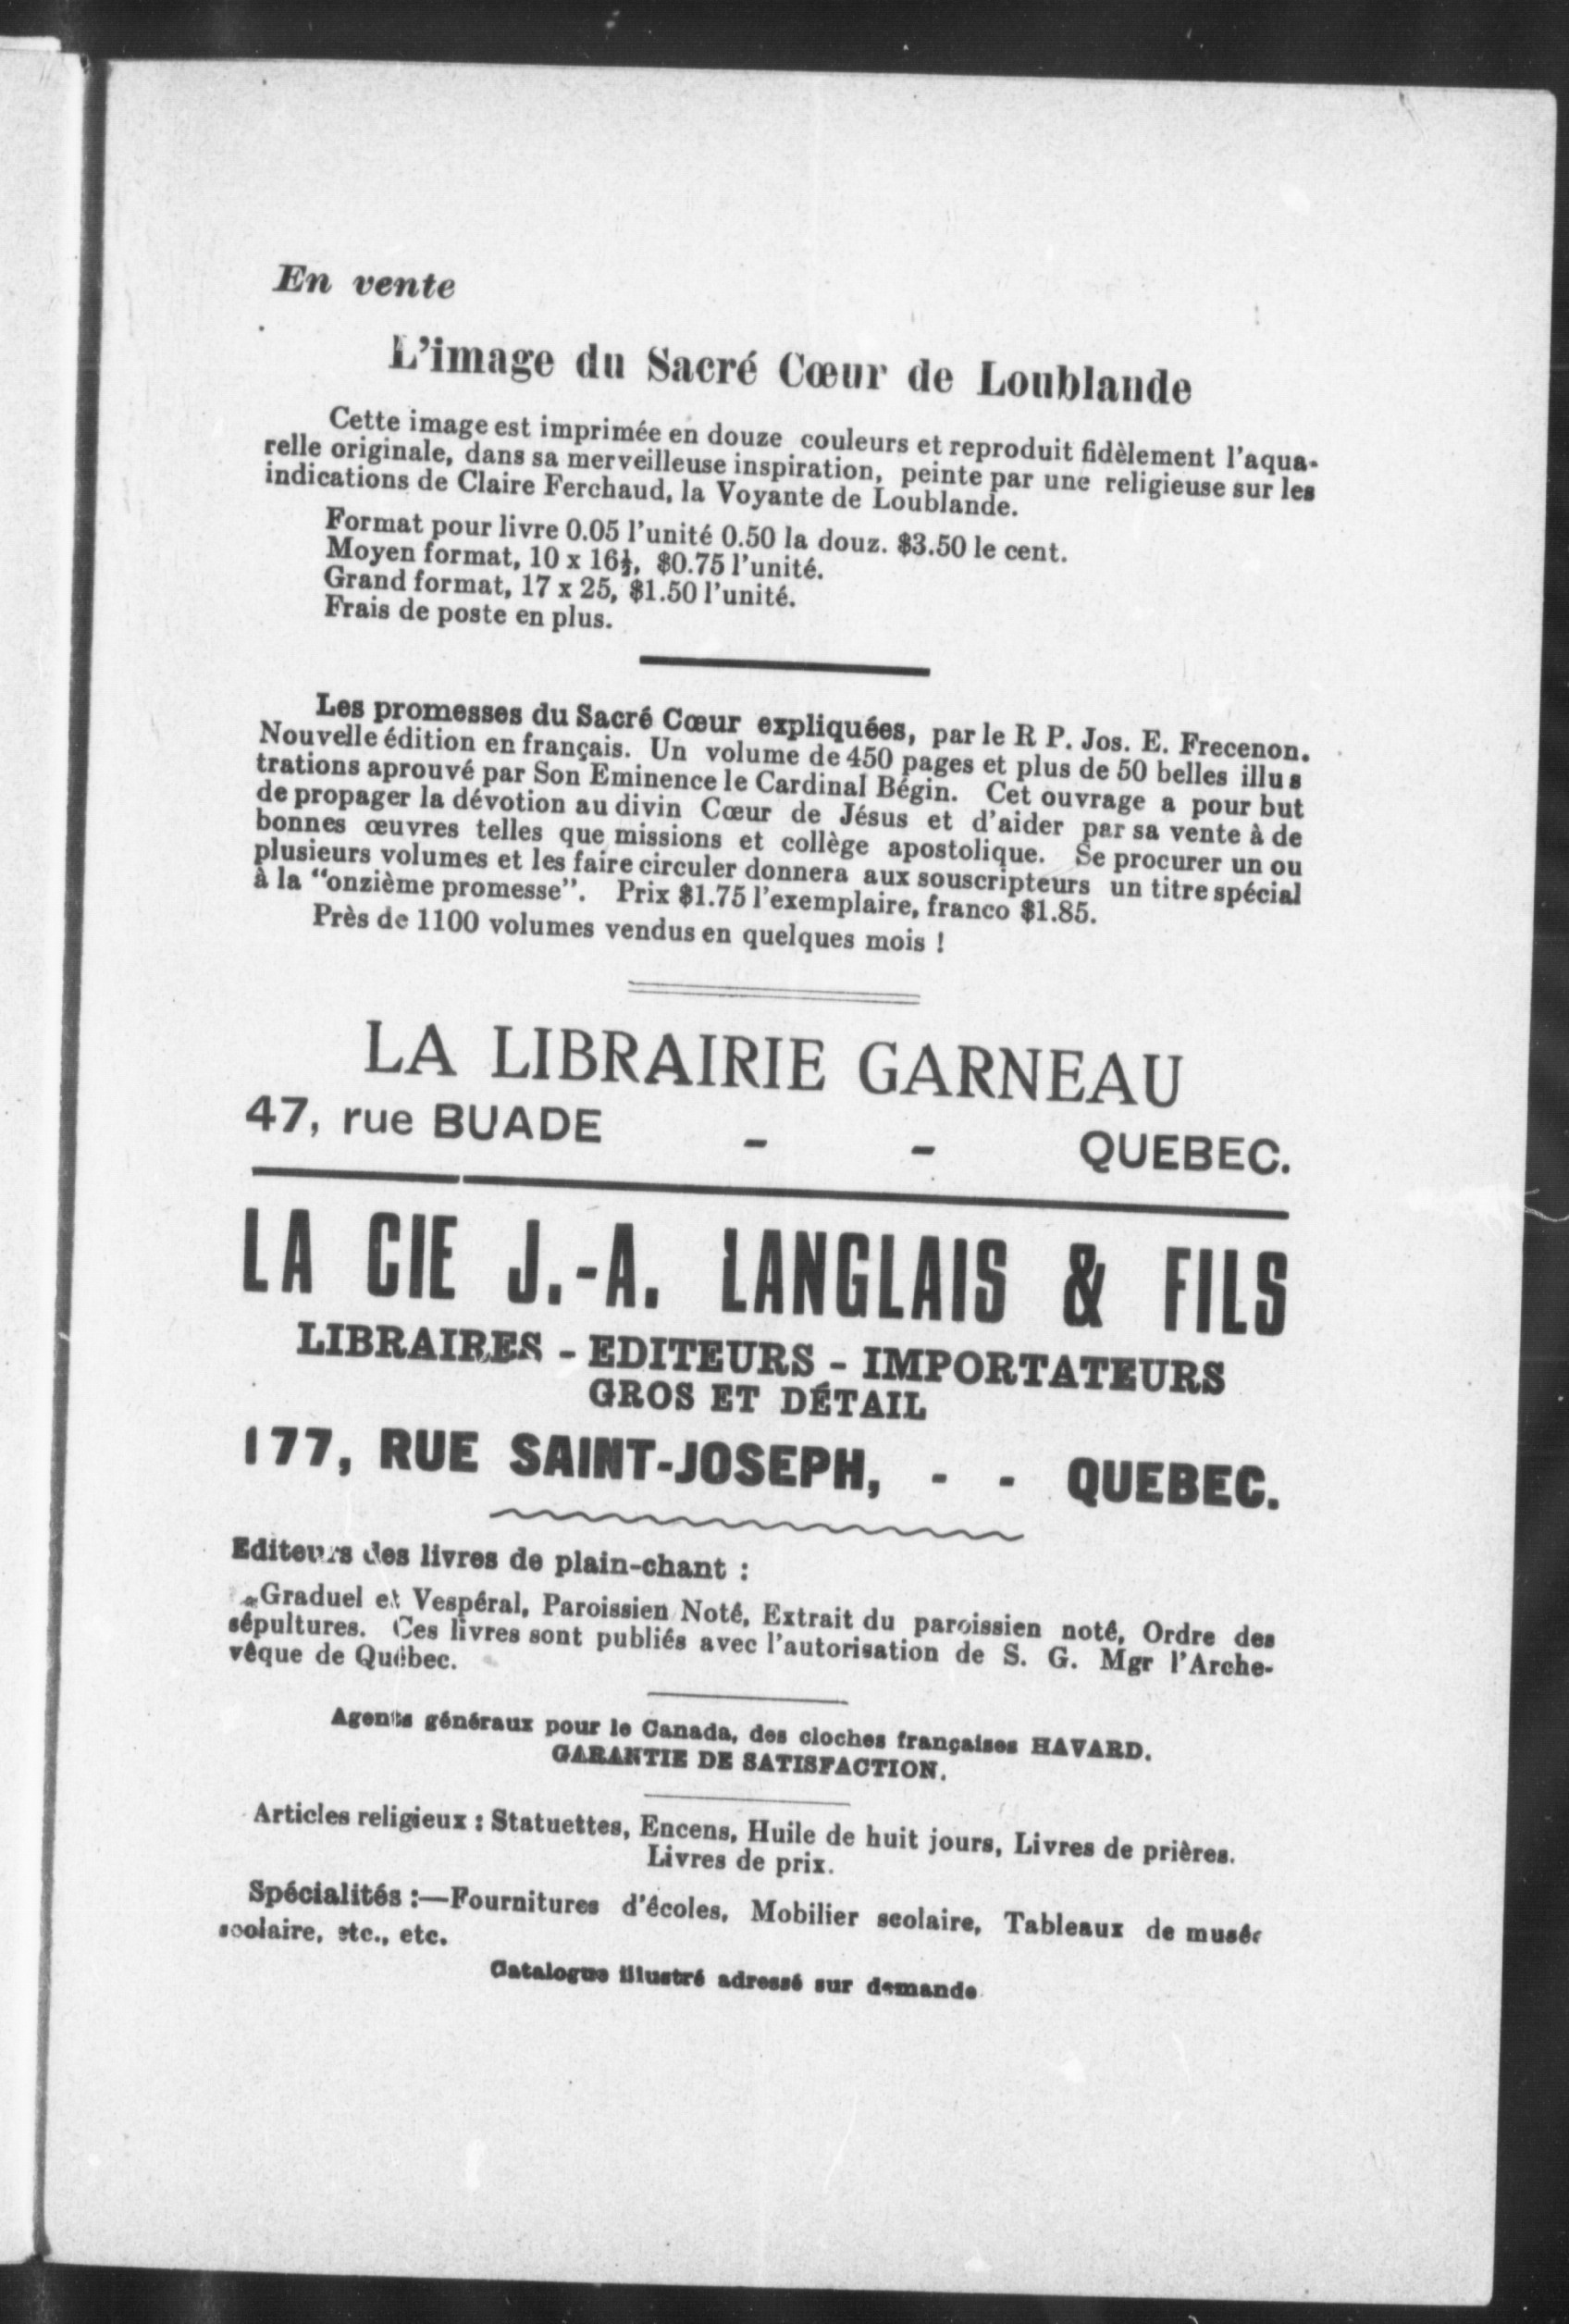 En vente
L'image du Sacré Cœur de Loublande
Cette image est imprimée en douze couleurs et reproduit fidèlement l'aqua-
relle originale, dans sa merveilleuse inspiration, peinte par une religieuse sur les
indications de Claire Ferchaud, la Voyante de Loublande.
Format pour livre 0.05 l'unité 0.50 la douz. $3.50 le cent.
Moyen format, 10 x 16½, $0.75 l'unité.
Grand format, 17 x 25, $1.50 l'unité.
Frais de poste en plus.
Les promesses du Sacré Cœur expliquées, par le R P. Jos. E. Frecenon.
Nouvelle édition en français. Un volume de 450 pages et plus de 50 belles illus
trations aprouvé par Son Eminence le Cardinal Bégin. Cet ouvrage a pour but
de propager la dévotion au divin Cœur de Jésus et d'aider par sa vente à de
bonnes œuvres telles que missions et collège apostolique. Se procurer un ou
plusieurs volumes et les faire circuler donnera aux souscripteurs un titre spécial
à la "onzième promesse". Prix $1.75 l'exemplaire, franco $1.85.
Près de 1100 volumes vendus en quelques mois !
LA LIBRAIRIE GARNEAU
47, rue BUADE - - QUEBEC.
LA CIE J.-A. LANGLAIS & FILS
LIBRAIRES - EDITEURS - IMPORTATEURS
GROS ET DÉTAIL
177, RUE SAINT-JOSEPH, - - QUEBEC.
Editeurs des livres de plain-chant :
Graduel et Vespéral, Paroissien Noté, Extrait du paroissien noté, Ordre des
sépultures. Ces livres sont publiés avec l'autorisation de S. G. Mgr l'Arche-
vêque de Québec.
Agents généraux pour le Canada, des cloches françaises HAVARD.
GARANTIE DE SATISFACTION.
Articles religieux : Statuettes, Encens, Huile de huit jours, Livres de prières.
Livres de prix.
Spécialités :—Fournitures d'écoles, Mobilier scolaire, Tableaux de musée
scolaire, etc., etc.
Catalogue illustré adressé sur demande